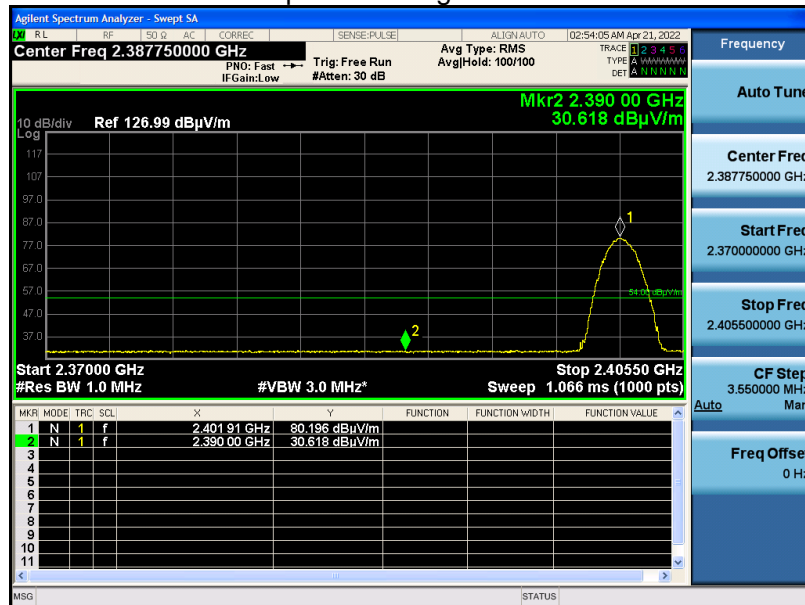 Agilent Spectrum Analyzer - Swept SA
LXI RL RF 50 Ω AC CORREC SENSE:PULSE ALIGN AUTO 02:54:05 AM Apr 21, 2022
Center Freq 2.387750000 GHz
PNO: Fast
IFGain:Low
Trig: Free Run
#Atten: 30 dB
Avg Type: RMS
Avg|Hold: 100/100
TRACE 1 2 3 4 5 6
TYPE A WWWWW
DET A N N N N N
Mkr2 2.390 00 GHz
30.618 dBµV/m
10 dB/div Ref 126.99 dBµV/m
Log
117
107
97.0
87.0
77.0
67.0
57.0
47.0
37.0
1
54.00 dBµV/m
2
Start 2.37000 GHz Stop 2.40550 GHz
#Res BW 1.0 MHz #VBW 3.0 MHz* Sweep 1.066 ms (1000 pts)
MKR MODE TRC SCL X Y FUNCTION FUNCTION WIDTH FUNCTION VALUE
1 N 1 f 2.401 91 GHz 80.196 dBµV/m
2 N 1 f 2.390 00 GHz 30.618 dBµV/m
3
4
5
6
7
8
9
10
11
MSG STATUS
Frequency
Auto Tune
Center Freq
2.387750000 GHz
Start Freq
2.370000000 GHz
Stop Freq
2.405500000 GHz
CF Step
3.550000 MHz
Auto Man
Freq Offset
0 Hz